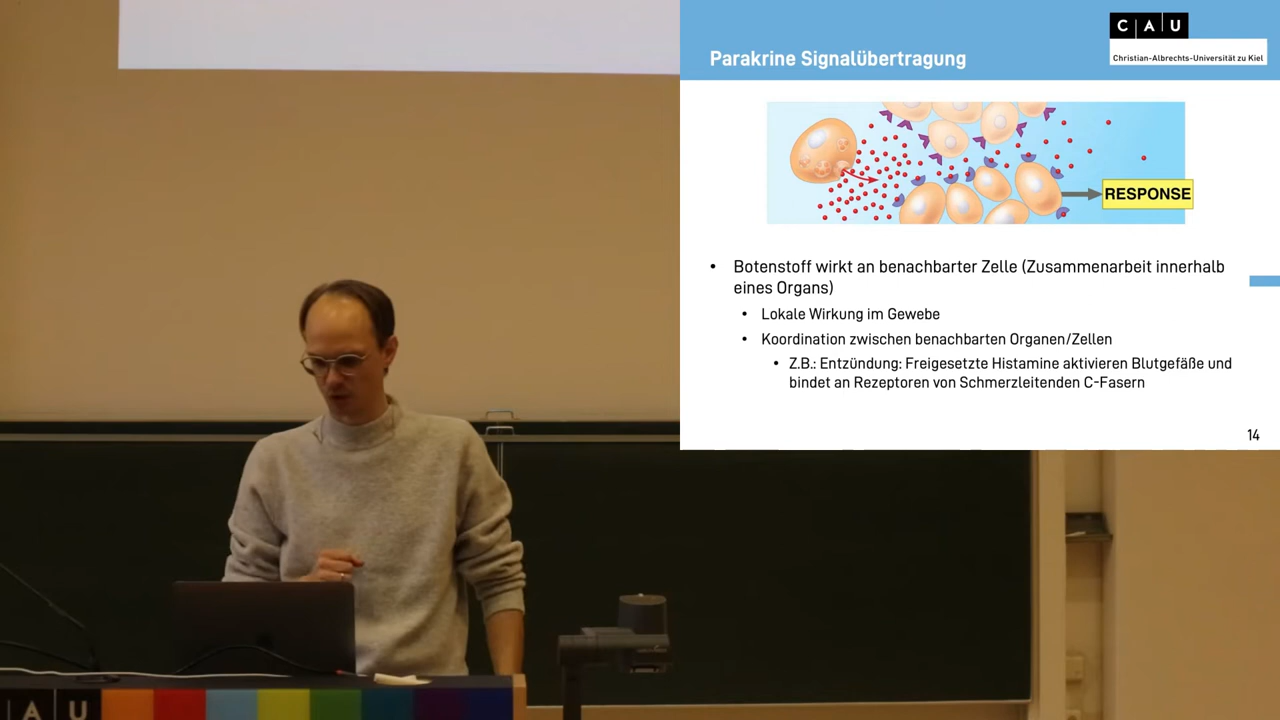 Parakrine Signalübertragung
C A U
Christian-Albrechts-Universität zu Kiel
RESPONSE
• Botenstoff wirkt an benachbarter Zelle (Zusammenarbeit innerhalb
eines Organs)
• Lokale Wirkung im Gewebe
• Koordination zwischen benachbarten Organen/Zellen
• Z.B.: Entzündung: Freigesetzte Histamine aktivieren Blutgefäße und
bindet an Rezeptoren von Schmerzleitenden C-Fasern
14
C A U